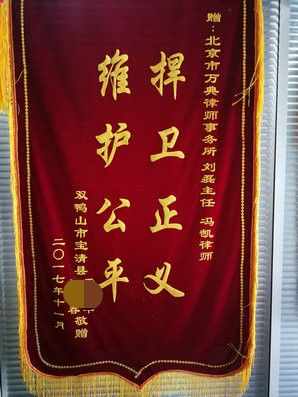 赠：北京市万典律师事务所 刘磊主任 冯凯律师
捍卫正义
维护公平
双鸭山市宝清县
春敬赠
二〇一七年十一月